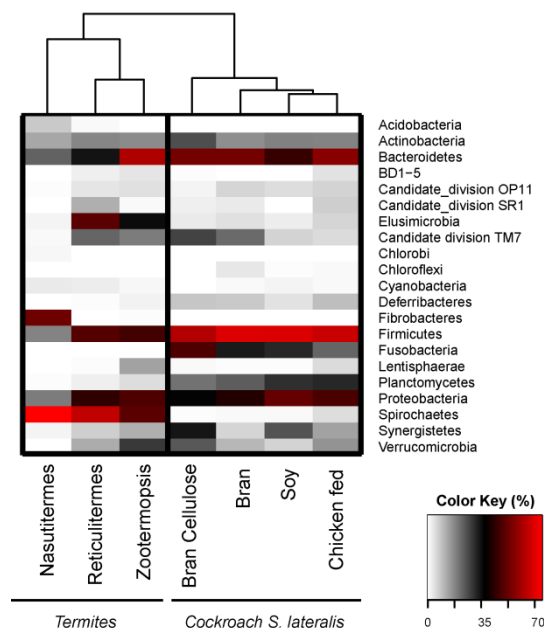 Acidobacteria
Actinobacteria
Bacteroidetes
BD1−5
Candidate_division OP11
Candidate_division SR1
Elusimicrobia
Candidate division TM7
Chlorobi
Chloroflexi
Cyanobacteria
Deferribacteres
Fibrobacteres
Firmicutes
Fusobacteria
Lentisphaerae
Planctomycetes
Proteobacteria
Spirochaetes
Synergistetes
Verrucomicrobia
Nasutitermes
Reticulitermes
Zootermopsis
Bran Cellulose
Bran
Soy
Chicken fed
Termites
Cockroach S. lateralis
Color Key (%)
0 35 70